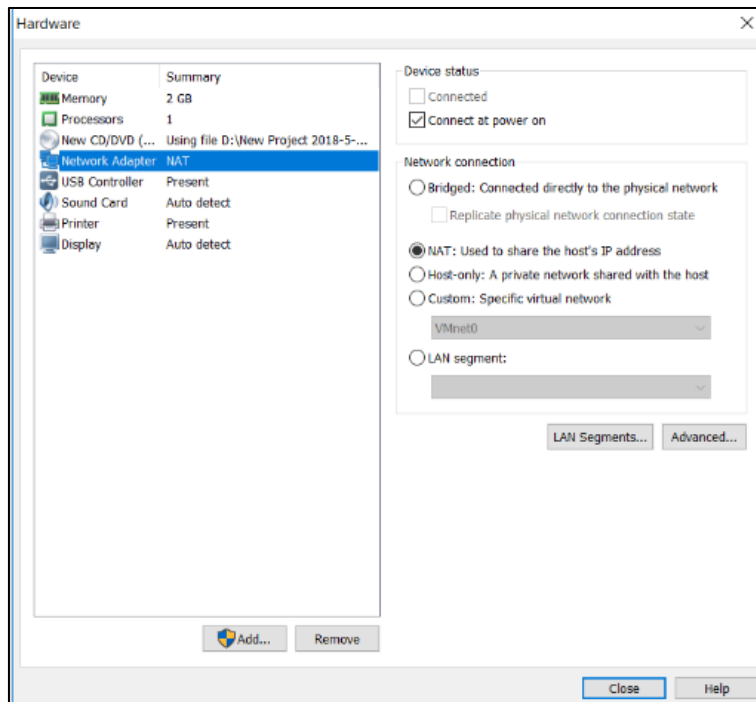 Hardware
Device Summary
Memory 2 GB
Processors 1
New CD/DVD (... Using file D:\New Project 2018-5-...
Network Adapter NAT
USB Controller Present
Sound Card Auto detect
Printer Present
Display Auto detect
Add... Remove
Device status
Connected
Connect at power on
Network connection
Bridged: Connected directly to the physical network
Replicate physical network connection state
NAT: Used to share the host's IP address
Host-only: A private network shared with the host
Custom: Specific virtual network
VMnet0
LAN segment:
LAN Segments... Advanced...
Close Help